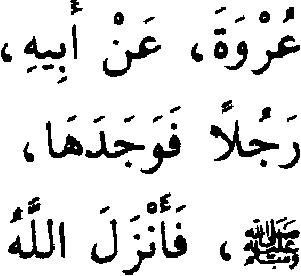 عُرْوَةَ، عَنْ أَبِيهِ،
رَجُلاً فَوَجَدَهَا،
ﷺ، فَأَنْزَلَ اللَّهُ